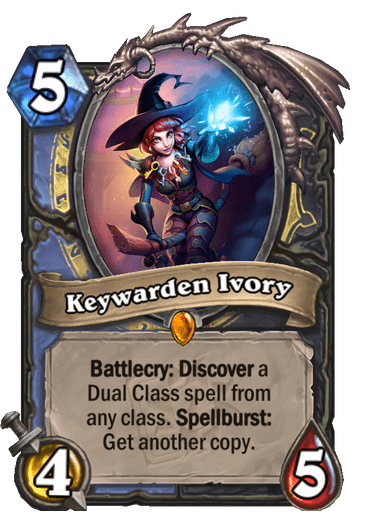 5
Keywarden Ivory
Battlecry: Discover a
Dual Class spell from
any class. Spellburst:
Get another copy.
4
5